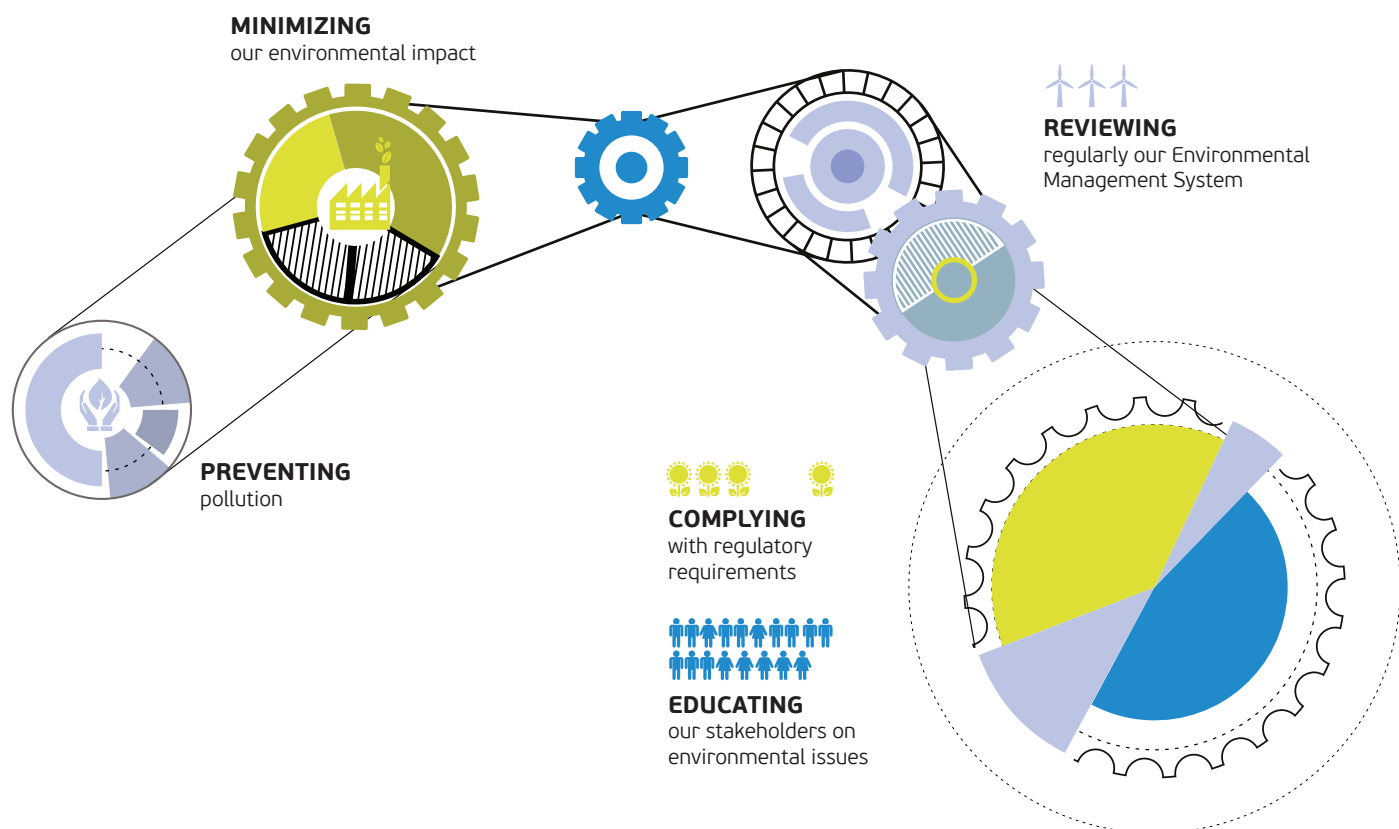 MINIMIZING
our environmental impact
REVIEWING
regularly our Environmental
Management System
PREVENTING
pollution
COMPLYING
with regulatory
requirements
EDUCATING
our stakeholders on
environmental issues